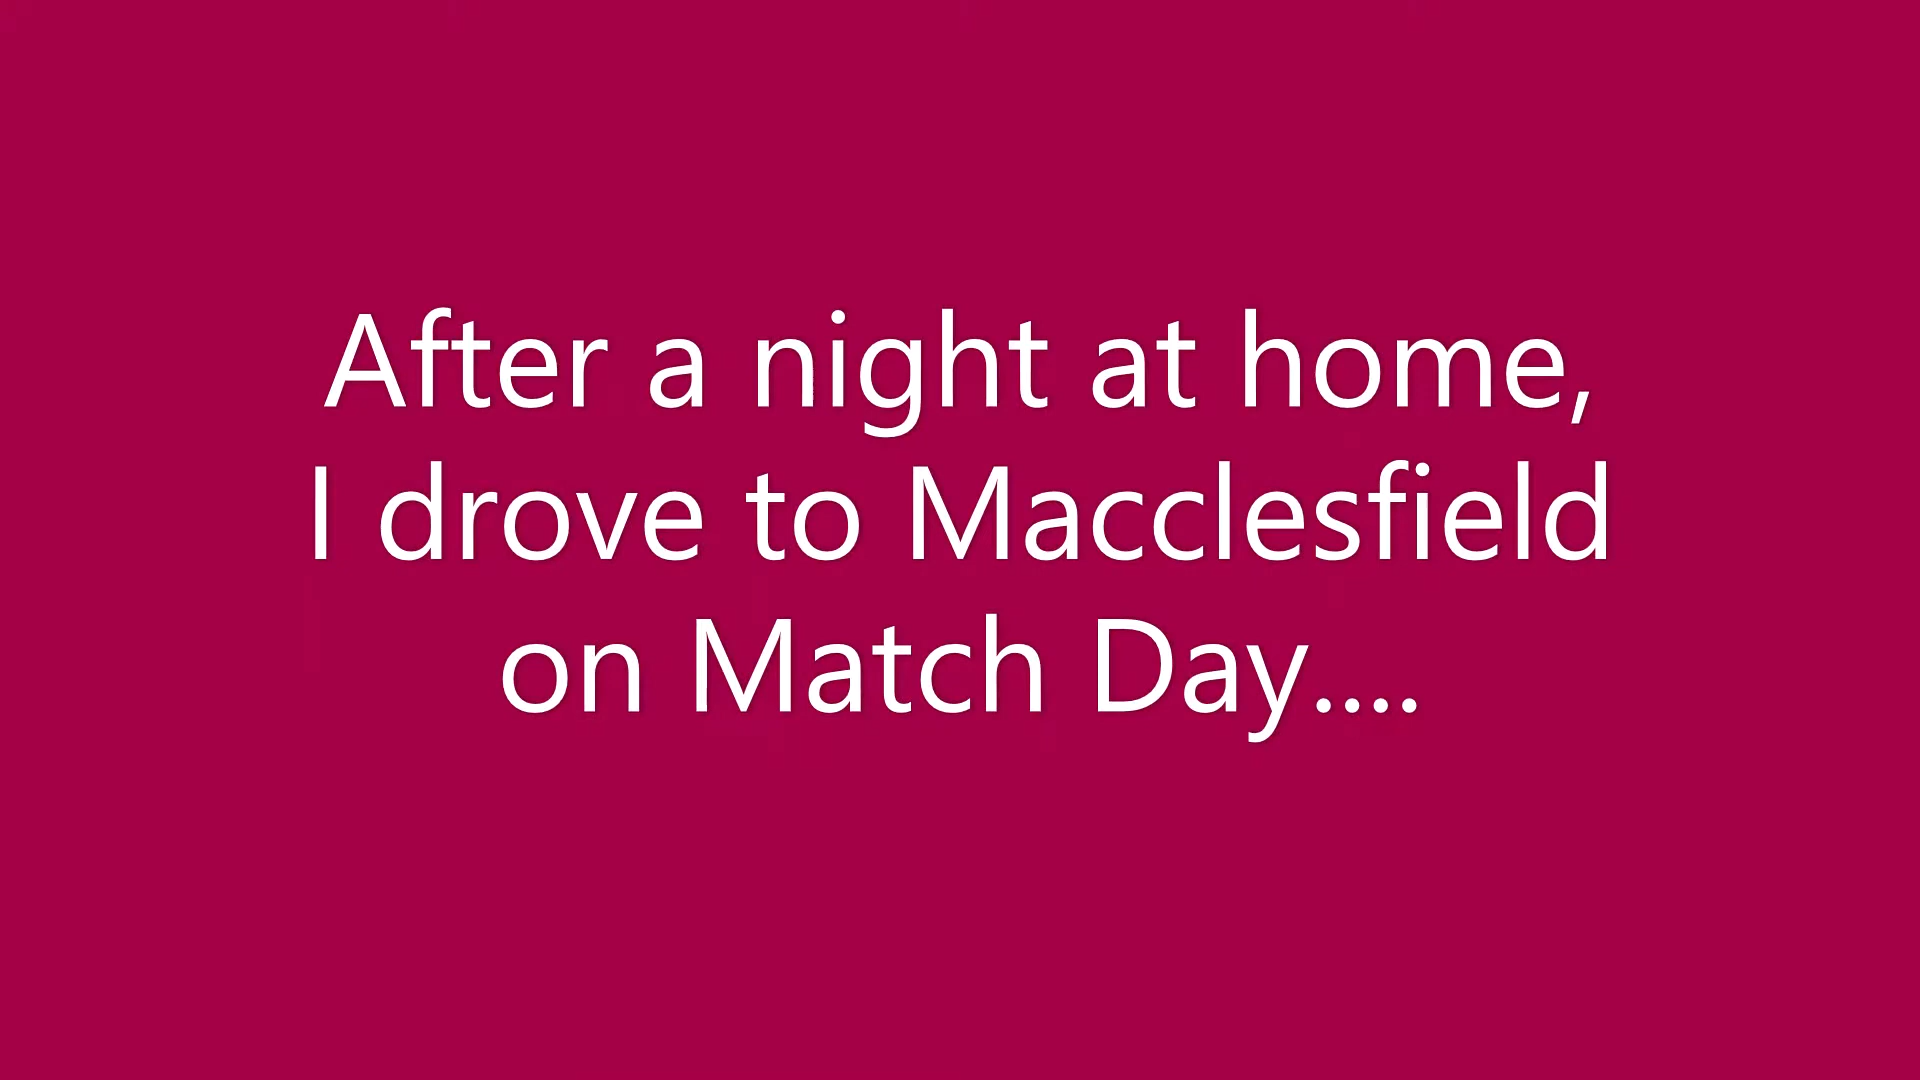 After a night at home,
I drove to Macclesfield
on Match Day....